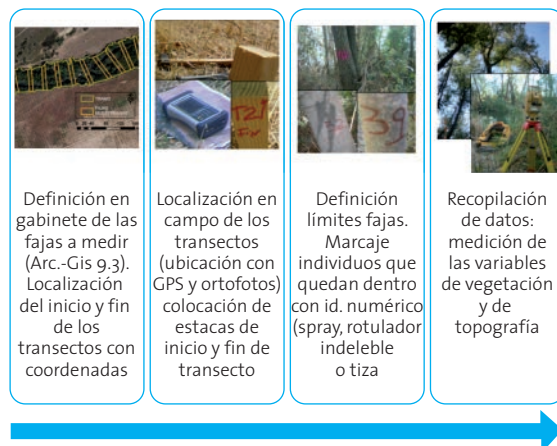 T2i
Fix
39
Definición en
gabinete de las
fajas a medir
(Arc.-Gis 9.3).
Localización
del inicio y fin
de los
transectos con
coordenadas
Localización en
campo de los
transectos
(ubicación con
GPS y ortofotos)
colocación de
estacas de
inicio y fin de
transecto
Definición
límites fajas.
Marcaje
individuos que
quedan dentro
con id. numérico
(spray, rotulador
indeleble
o tiza
Recopilación
de datos:
medición de
las variables
de vegetación
y de
topografía